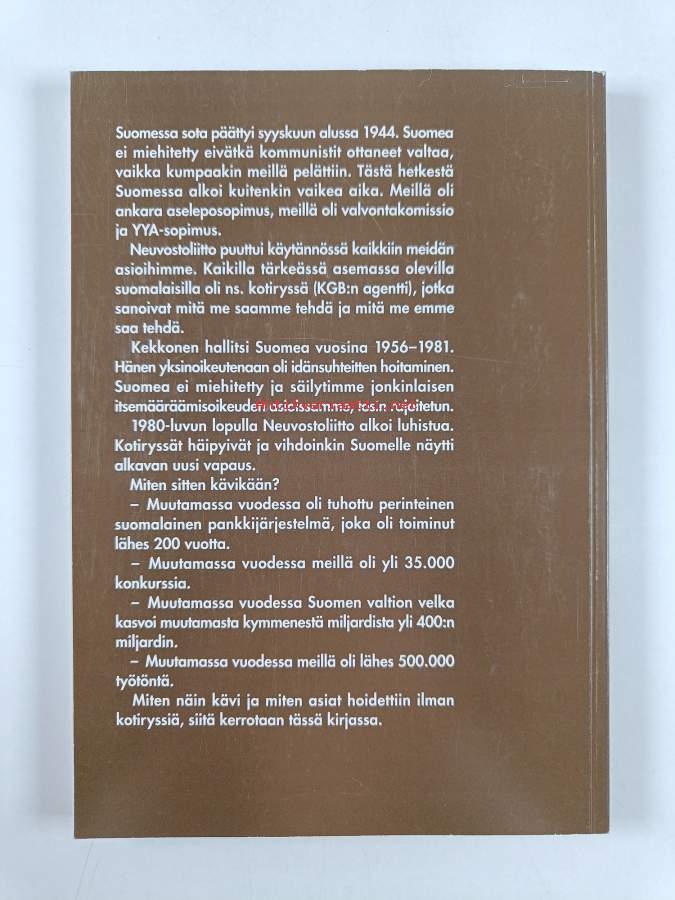 Suomessa sota päättyi syyskuun alussa 1944. Suomea
ei miehitetty eivätkä kommunistit ottaneet valtaa,
vaikka kumpaakin meillä pelättiin. Tästä hetkestä
Suomessa alkoi kuitenkin vaikea aika. Meillä oli
ankara aseleposopimus, meillä oli valvontakomissio
ja YYA-sopimus.
Neuvostoliitto puuttui käytännössä kaikkiin meidän
asioihimme. Kaikilla tärkeässä asemassa olevilla
suomalaisilla oli ns. kotiryssä (KGB:n agentti), jotka
sanoivat mitä me saamme tehdä ja mitä me emme
saa tehdä.
Kekkonen hallitsi Suomea vuosina 1956–1981.
Hänen yksinoikeutenaan oli idänsuhteitten hoitaminen.
Suomea ei miehitetty ja säilytimme jonkinlaisen
itsemääräämisoikeuden asioissamme, tosin rajoitetun.
1980-luvun lopulla Neuvostoliitto alkoi luhistua.
Kotiryssät häipyivät ja vihdoinkin Suomelle näytti
alkavan uusi vapaus.
Miten sitten kävikään?
– Muutamassa vuodessa oli tuhottu perinteinen
suomalainen pankkijärjestelmä, joka oli toiminut
lähes 200 vuotta.
– Muutamassa vuodessa meillä oli yli 35.000
konkurssia.
– Muutamassa vuodessa Suomen valtion velka
kasvoi muutamasta kymmenestä miljardista yli 400:n
miljardin.
– Muutamassa vuodessa meillä oli lähes 500.000
työtöntä.
Miten näin kävi ja miten asiat hoidettiin ilman
kotiryssiä, siitä kerrotaan tässä kirjassa.